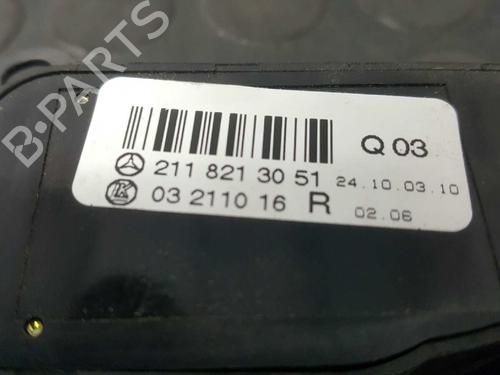 Q 03
211 821 30 51 24.10.03.10
K 03 2110 16 R 02.06
B-PARTS